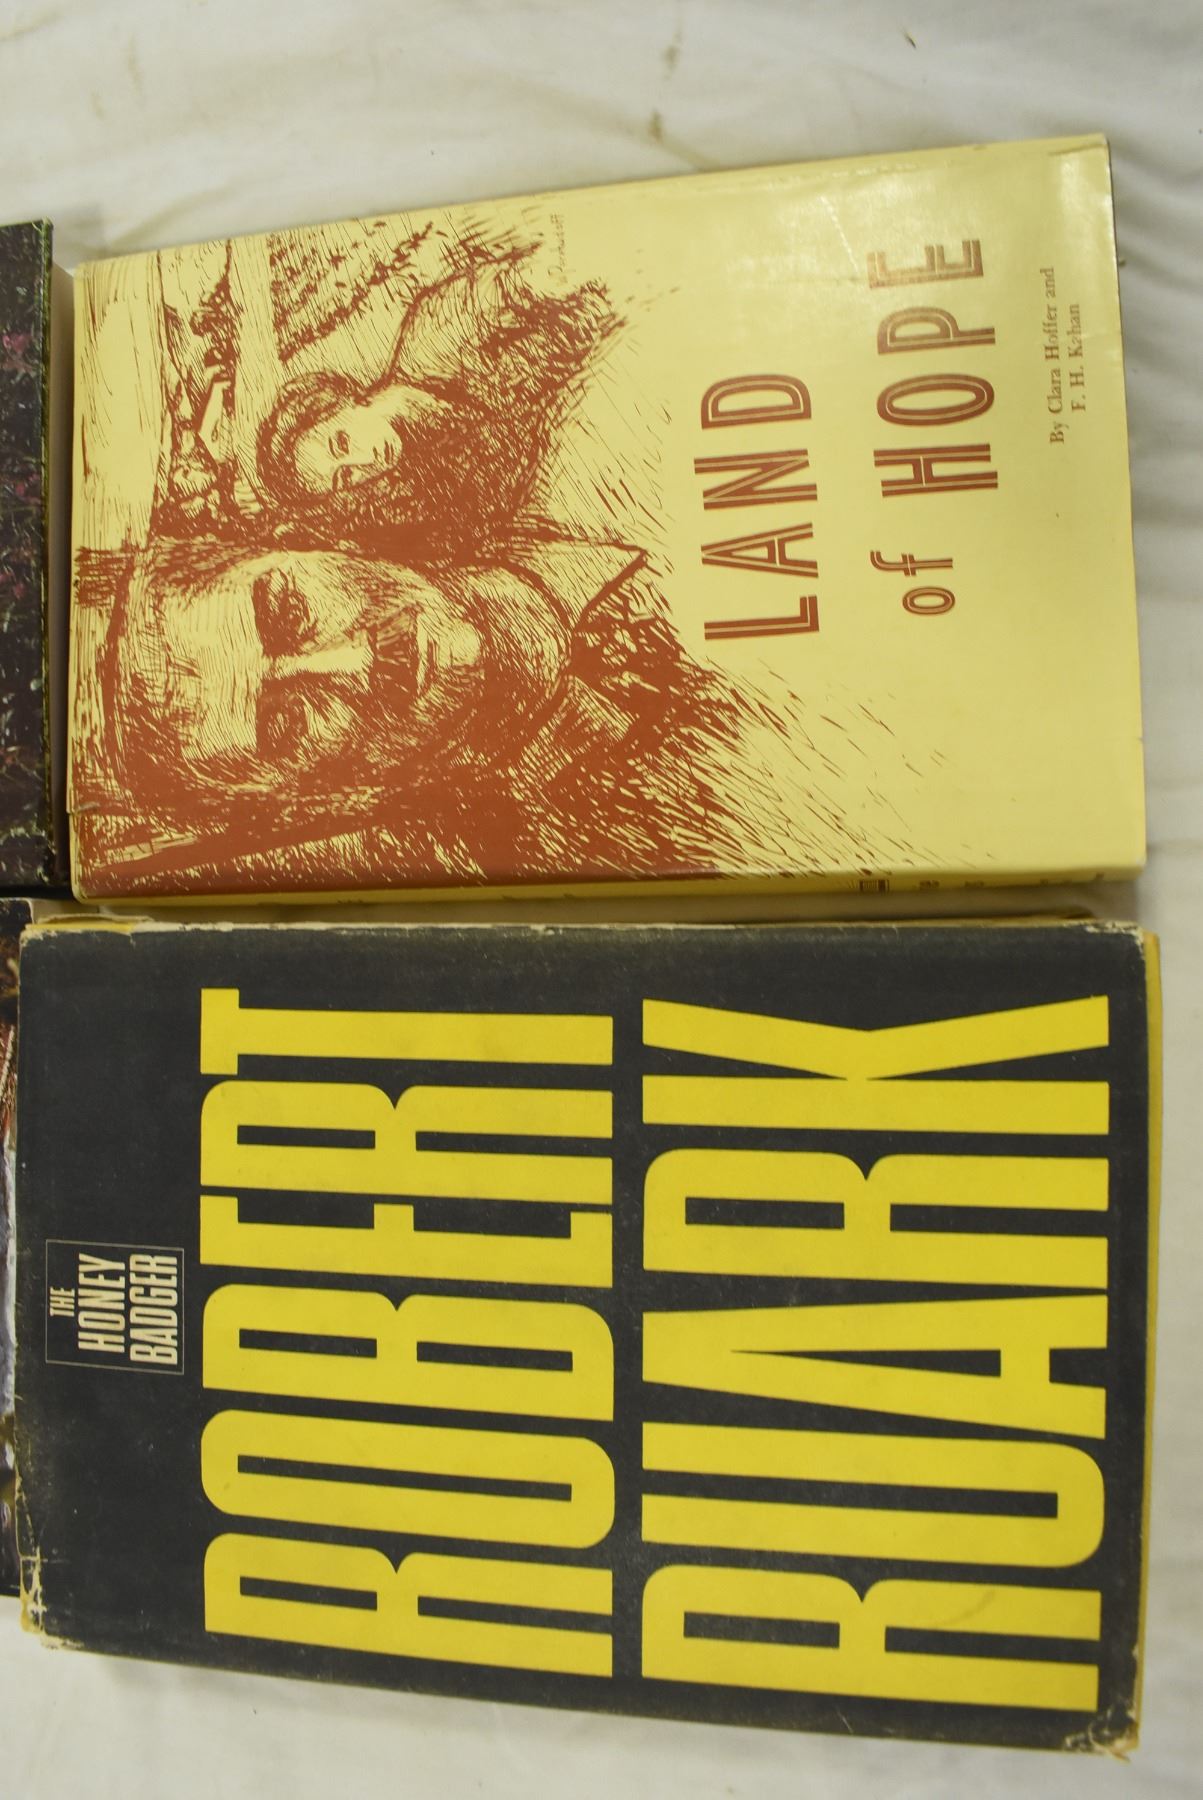 THE
HONEY
BADGER
ROBERT
RUARK
LAND
of HOPE
By Clara Hoffer and
F. H. Kahan